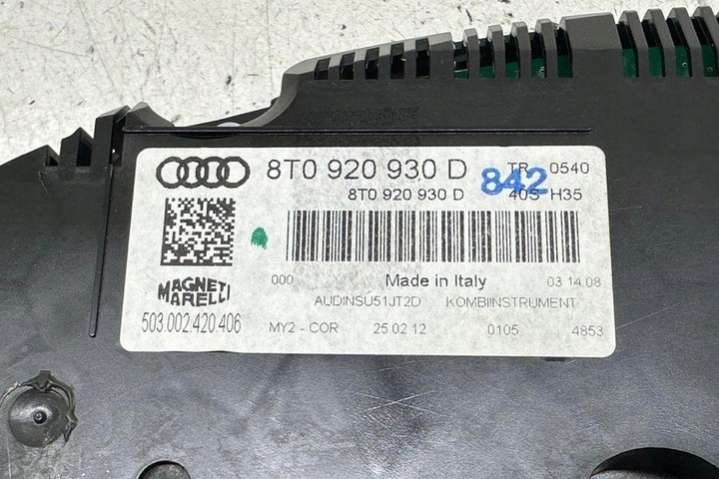 8T0 920 930 D
TR 0540
8T0 920 930 D
842
40S H35
000
Made in Italy
03 14 08
MAGNETI
MARELLI
AUDINSU51JT2D KOMBIINSTRUMENT
503.002.420.406
MY2 - COR 25 02 12 0105 4853